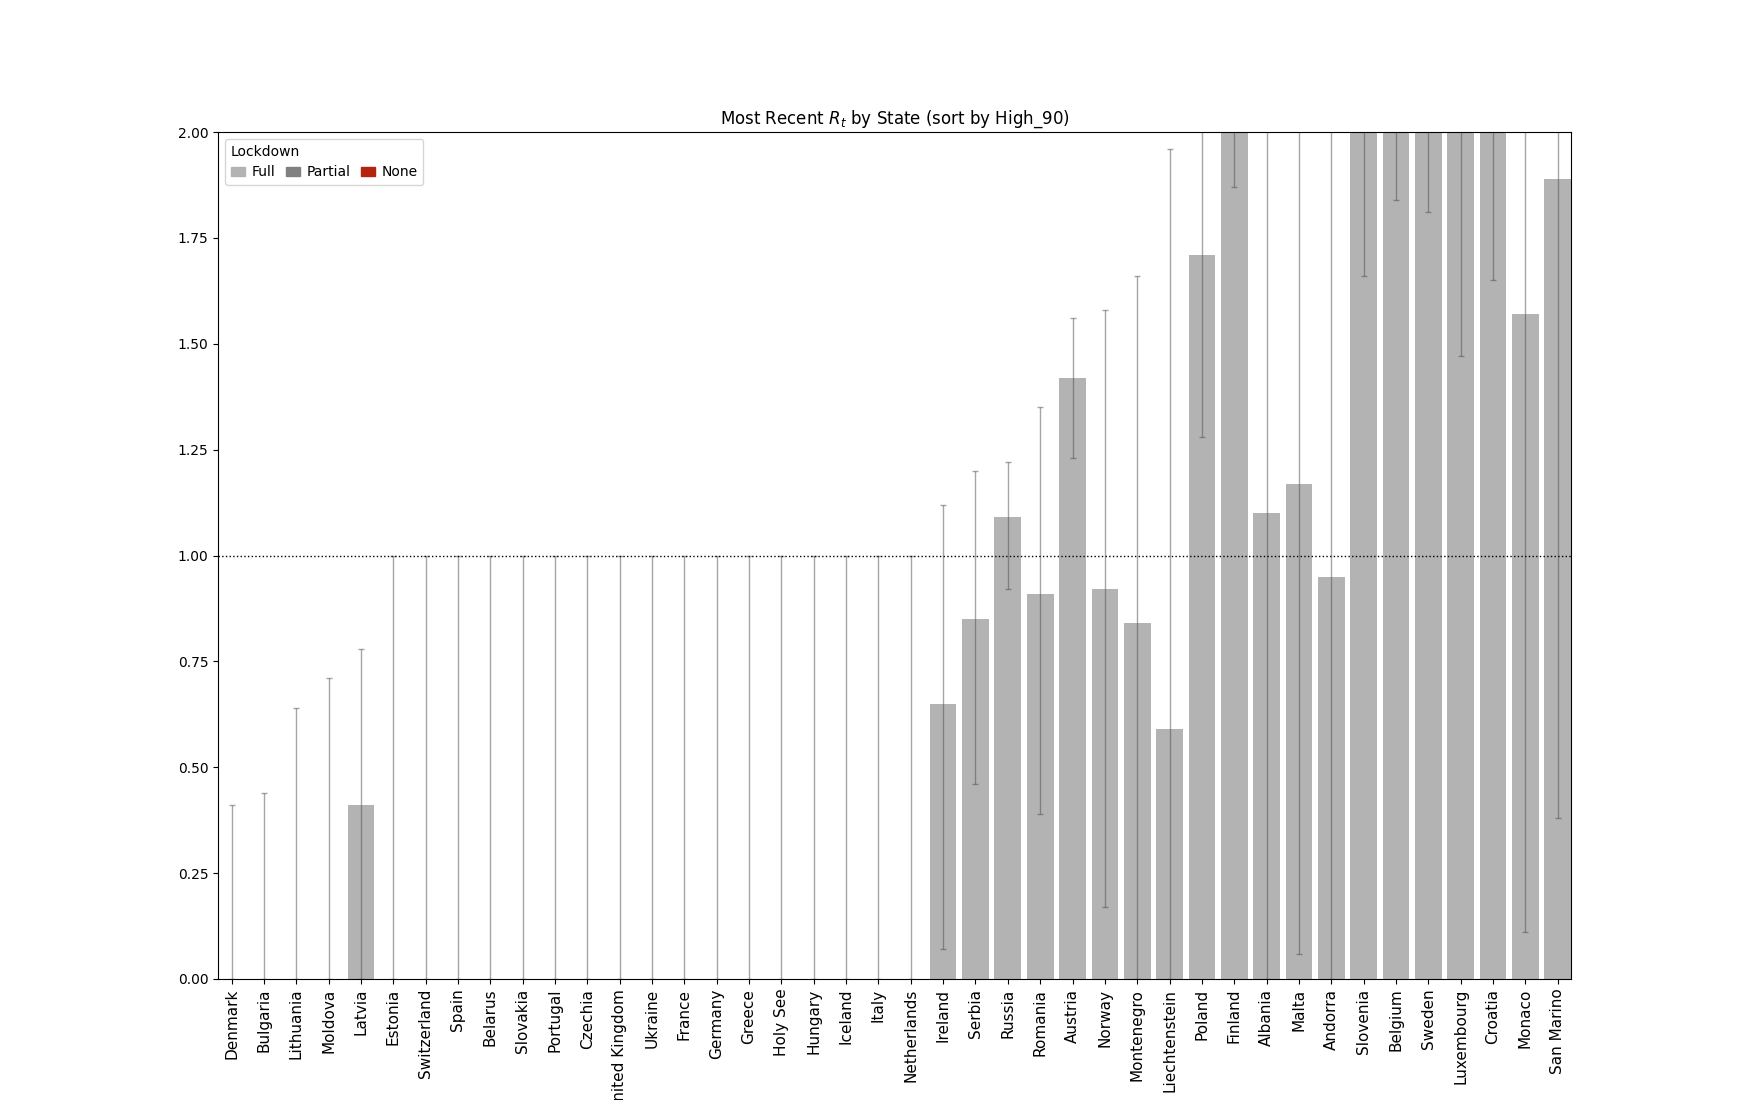 Most Recent Rt by State (sort by High_90)
Lockdown
Full Partial None
2.00
1.75
1.50
1.25
1.00
0.75
0.50
0.25
0.00
Denmark
Bulgaria
Lithuania
Moldova
Latvia
Estonia
Switzerland
Spain
Belarus
Slovakia
Portugal
Czechia
nited Kingdom
Ukraine
France
Germany
Greece
Holy See
Hungary
Iceland
Italy
Netherlands
Ireland
Serbia
Russia
Romania
Austria
Norway
Montenegro
Liechtenstein
Poland
Finland
Albania
Malta
Andorra
Slovenia
Belgium
Sweden
Luxembourg
Croatia
Monaco
San Marino